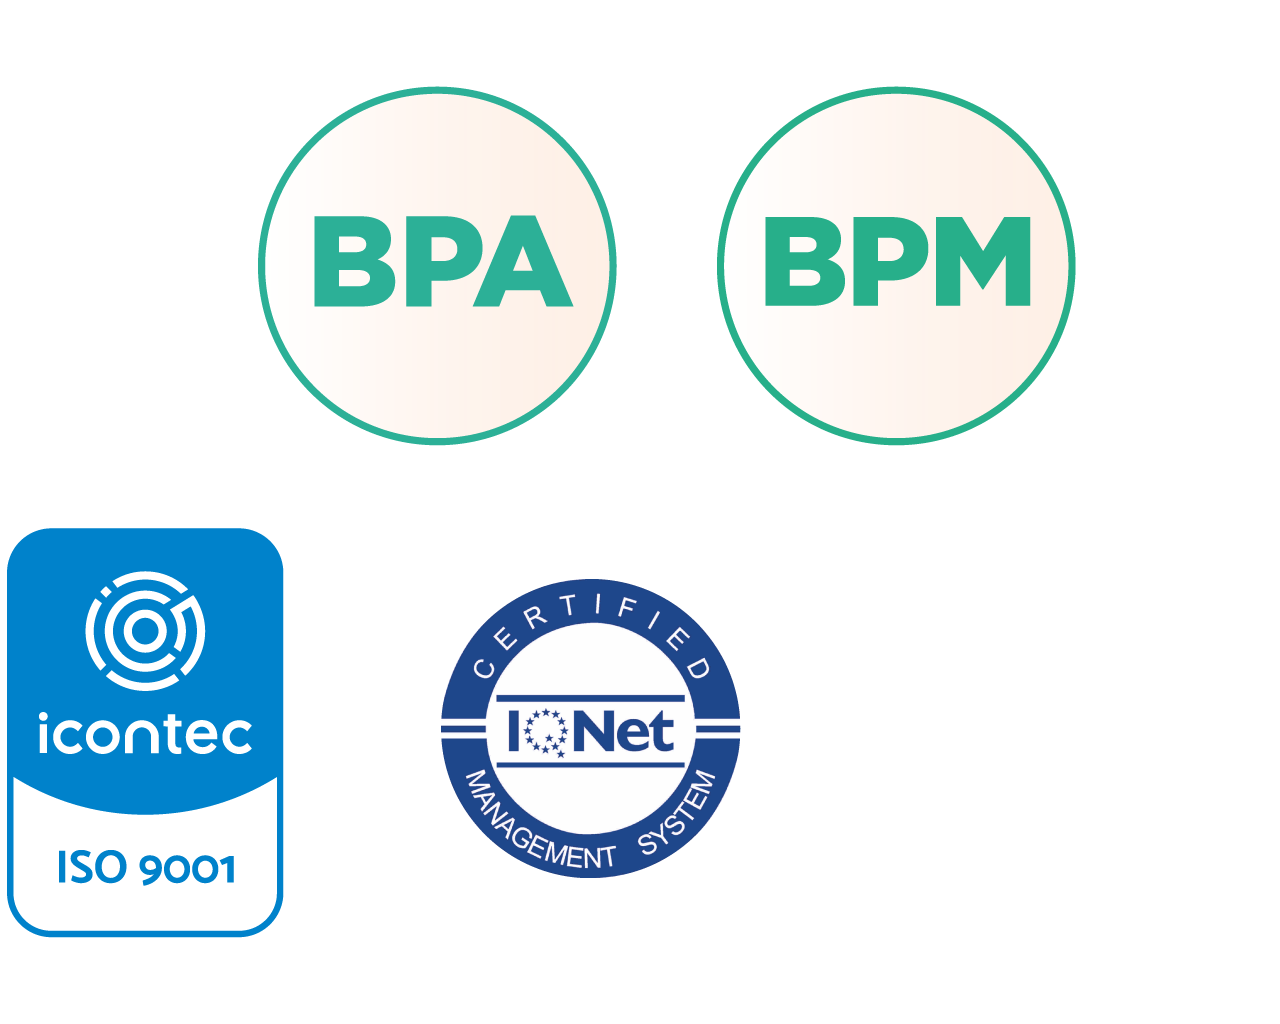 BPA
BPM
icontec
ISO 9001
CERTIFIED
IQNet
MANAGEMENT SYSTEM